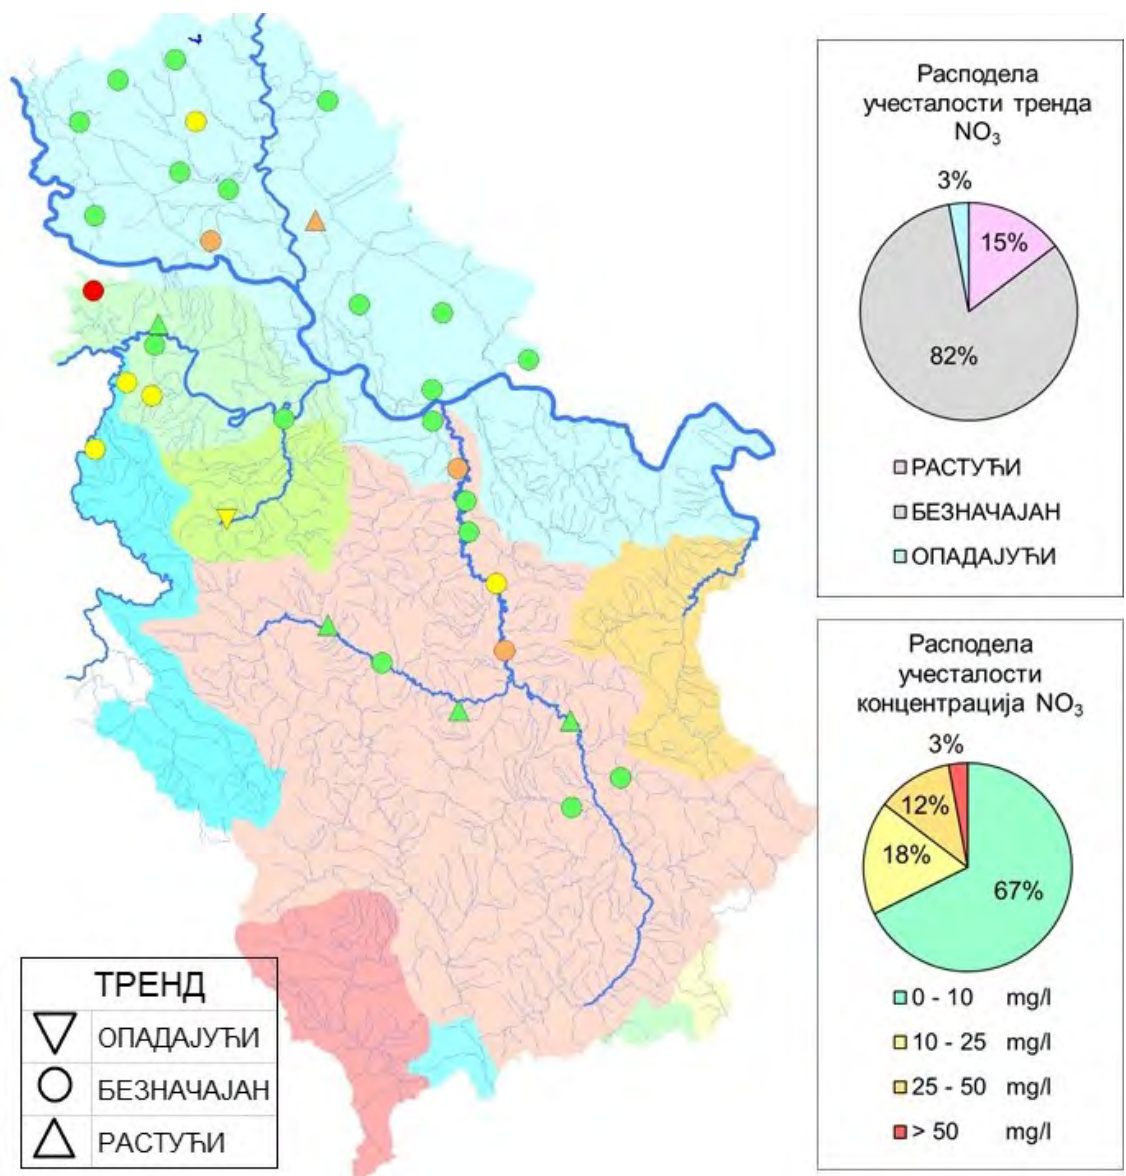 Расподела
учесталости тренда
NO₃
3%
15%
82%
РАСТУЋИ
БЕЗНАЧАЈАН
ОПАДАЈУЋИ
Расподела
учесталости
концентрација NO₃
3%
12%
18%
67%
0 - 10 mg/l
10 - 25 mg/l
25 - 50 mg/l
> 50 mg/l
ТРЕНД
ОПАДАЈУЋИ
БЕЗНАЧАЈАН
РАСТУЋИ